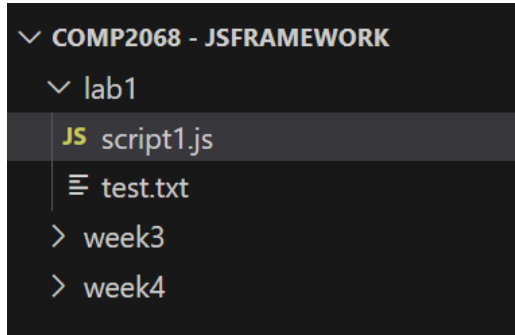 COMP2068 - JSFRAMEWORK
lab1
JS script1.js
test.txt
week3
week4